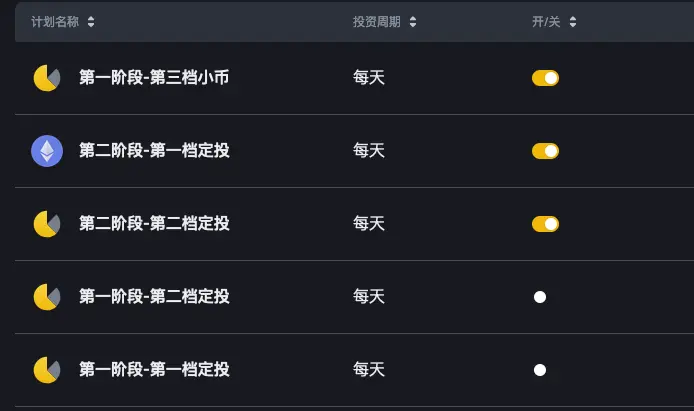 计划名称 投资周期 开/关
第一阶段-第三档小币 每天
第二阶段-第一档定投 每天
第二阶段-第二档定投 每天
第一阶段-第二档定投 每天
第一阶段-第一档定投 每天